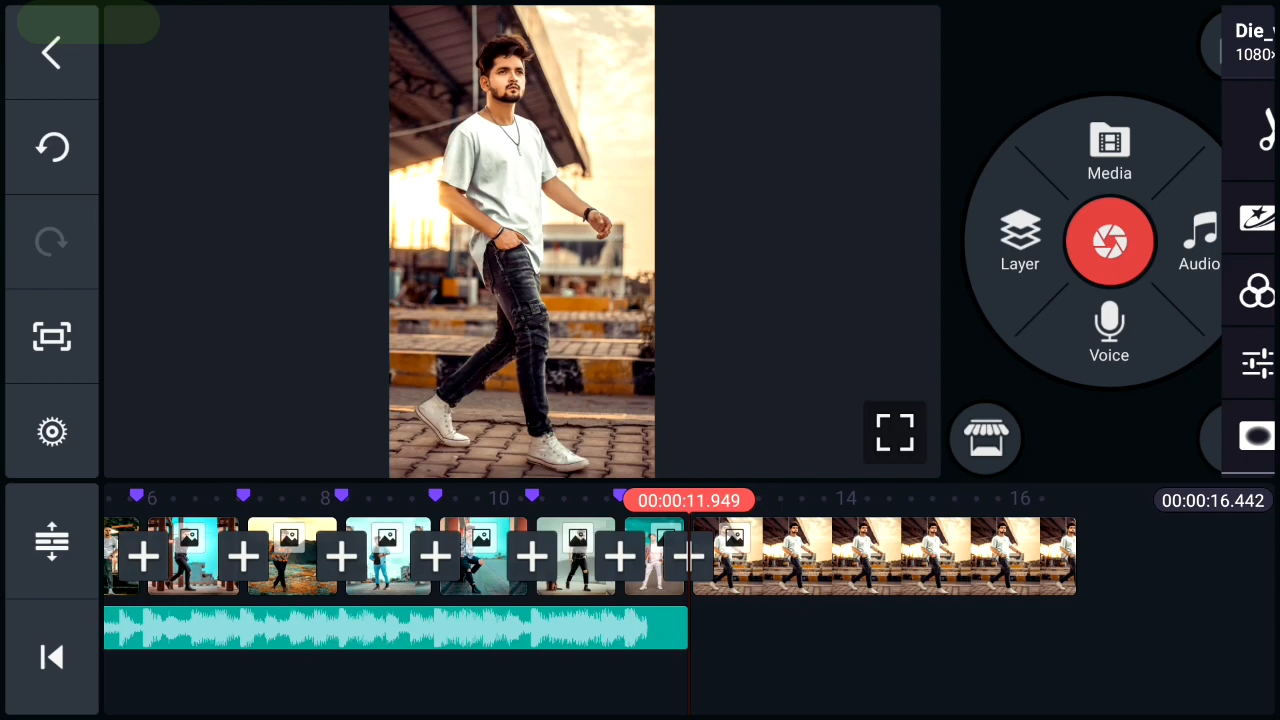 Die_
1080×
Media
Layer
Audio
Voice
6
8
10
00:00:11.949
14
16
00:00:16.442